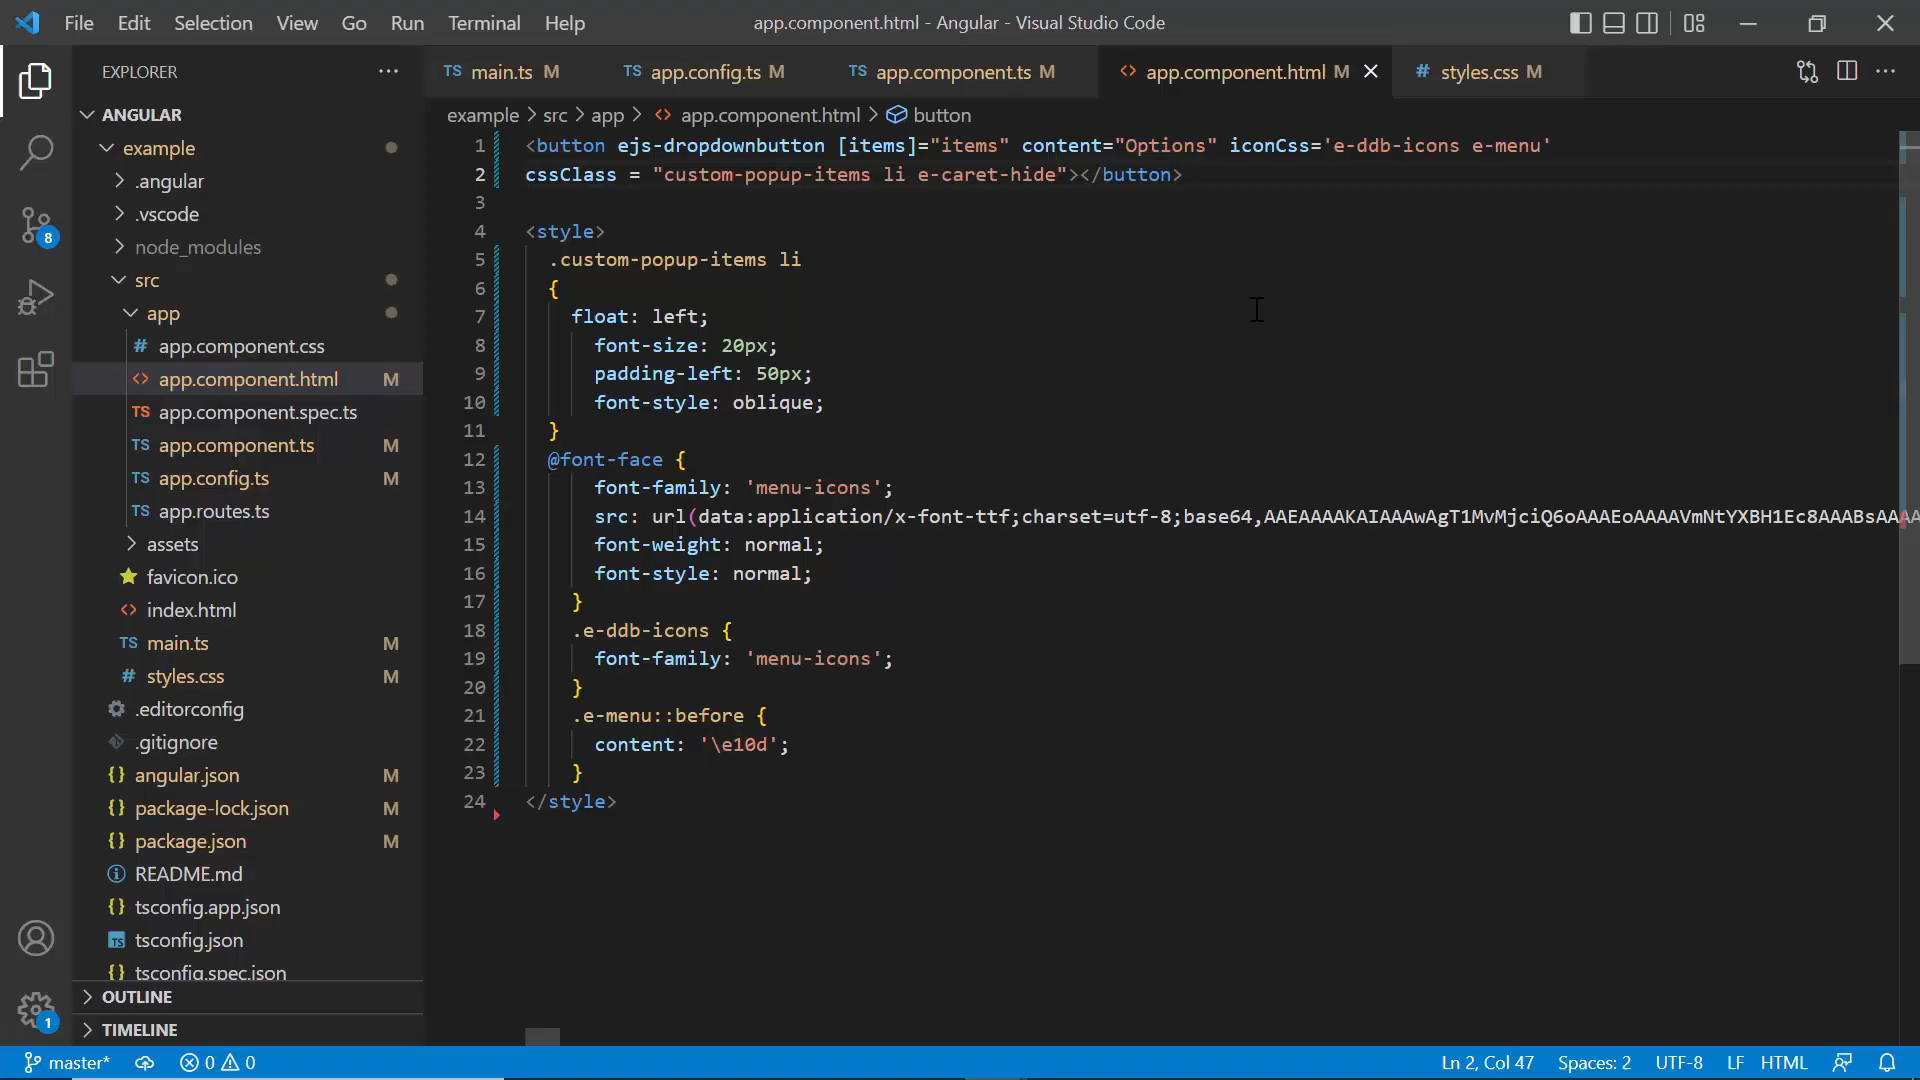 File Edit Selection View Go Run Terminal Help app.component.html - Angular - Visual Studio Code
EXPLORER ···
ANGULAR
example
.angular
.vscode
node_modules
src
app
# app.component.css
<> app.component.html M
TS app.component.spec.ts
TS app.component.ts M
TS app.config.ts M
TS app.routes.ts
assets
favicon.ico
<> index.html
TS main.ts M
# styles.css M
.editorconfig
.gitignore
{} angular.json M
{} package-lock.json M
{} package.json M
README.md
{} tsconfig.app.json
TS tsconfig.json
{} tsconfig.spec.json
OUTLINE
TIMELINE
8
1
TS main.ts M TS app.config.ts M TS app.component.ts M <> app.component.html M # styles.css M
example > src > app > <> app.component.html > button
1 <button ejs-dropdownbutton [items]="items" content="Options" iconCss='e-ddb-icons e-menu'
2 cssClass = "custom-popup-items li e-caret-hide"></button>
3
4 <style>
5 .custom-popup-items li
6 {
7 float: left;
8 font-size: 20px;
9 padding-left: 50px;
10 font-style: oblique;
11 }
12 @font-face {
13 font-family: 'menu-icons';
14 src: url(data:application/x-font-ttf;charset=utf-8;base64,AAEAAAAKAIAAAwAgT1MvMjciQ6oAAAEoAAAAVmNtYXBH1Ec8AAABsAAAA
15 font-weight: normal;
16 font-style: normal;
17 }
18 .e-ddb-icons {
19 font-family: 'menu-icons';
20 }
21 .e-menu::before {
22 content: '\e10d';
23 }
24 </style>
master* 0 0 Ln 2, Col 47 Spaces: 2 UTF-8 LF HTML